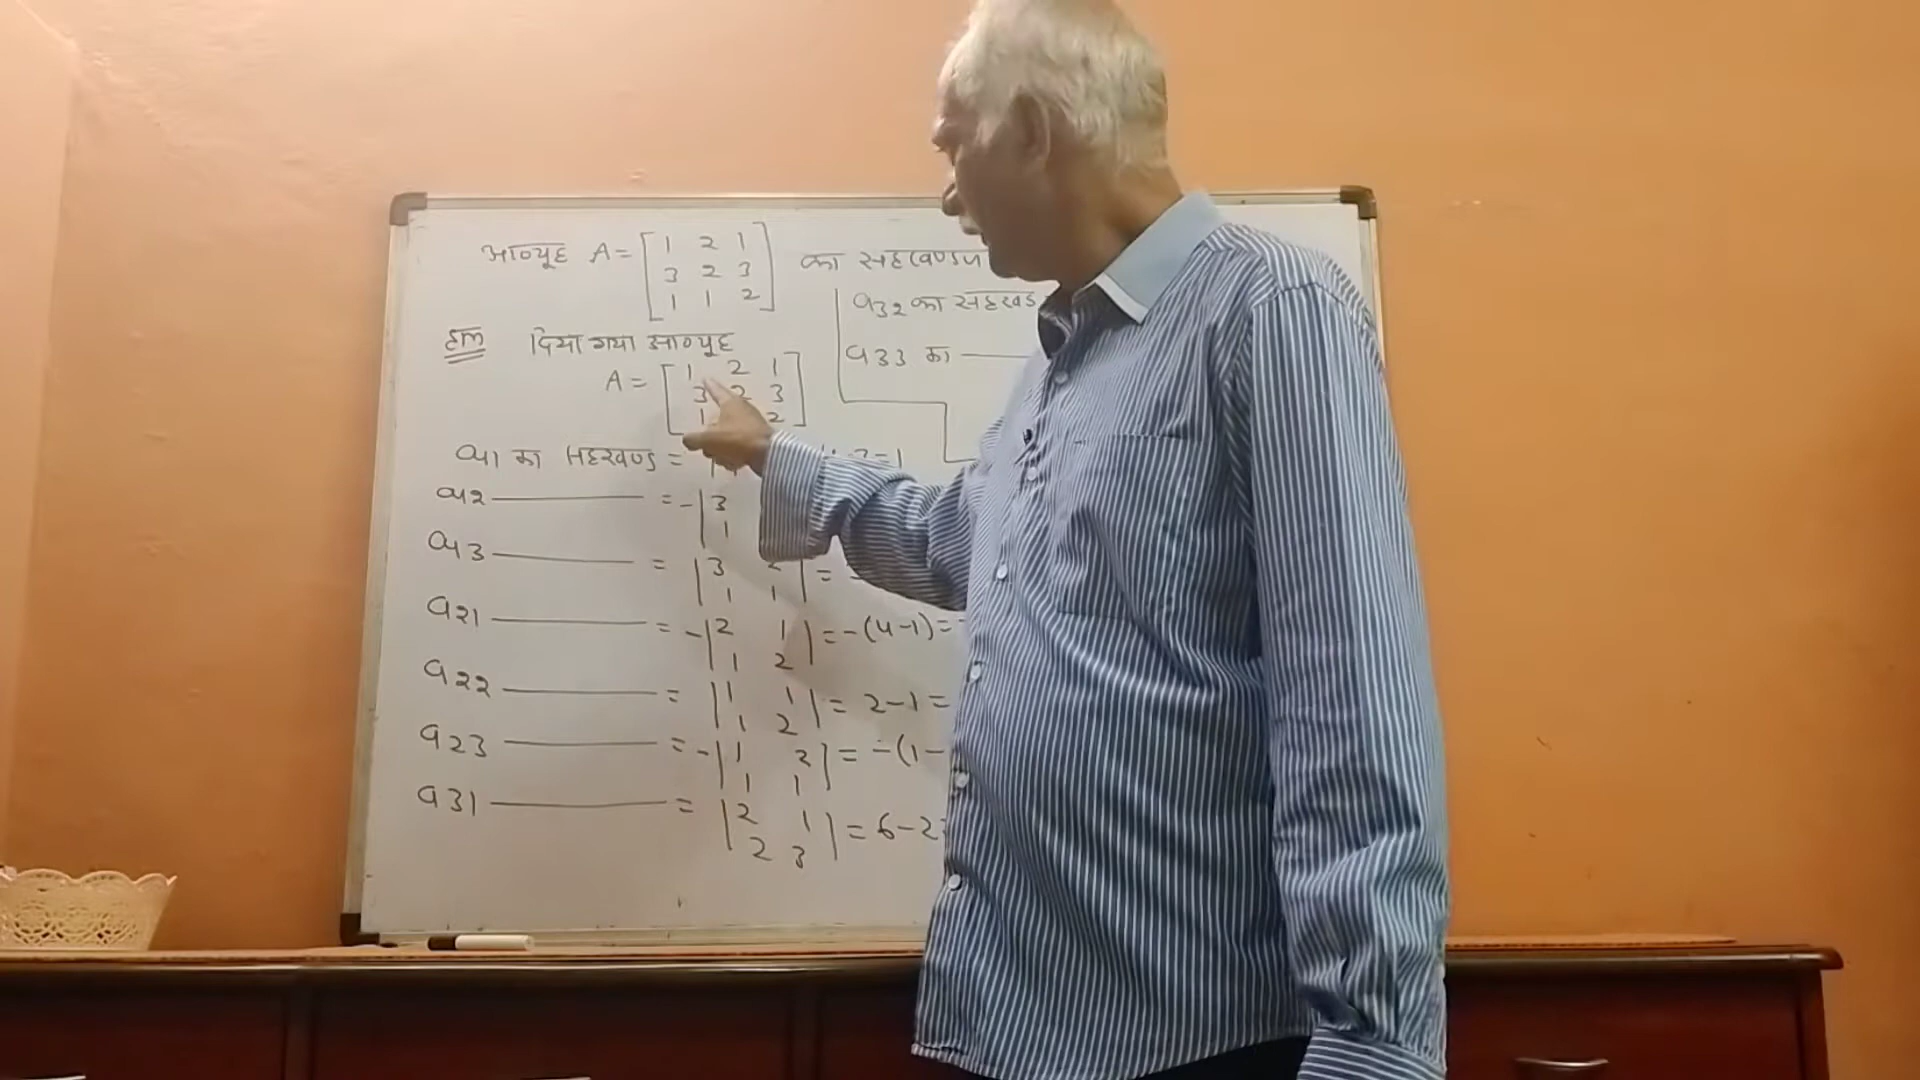 आव्यूह A = [ 1 2 1
3 2 3
1 1 2 ] का सहखण्डज
हल दिया गया आव्यूह
A = [ 1 2 1
3 2 3
1 2 ]
a11 का सहखण्ड =
a12 ——— = - | 3
1
a13 ——— = | 3 2
1 1 | =
a21 ——— = - | 2 1
1 2 | = -(4-1) = -
a22 ——— = | 1 1
1 2 | = 2-1 =
a23 ——— = - | 1 2
1 1 | = -(1-
a31 ——— = | 2 1
2 3 | = 6-2=
a32 का सहखंड
a33 का ———